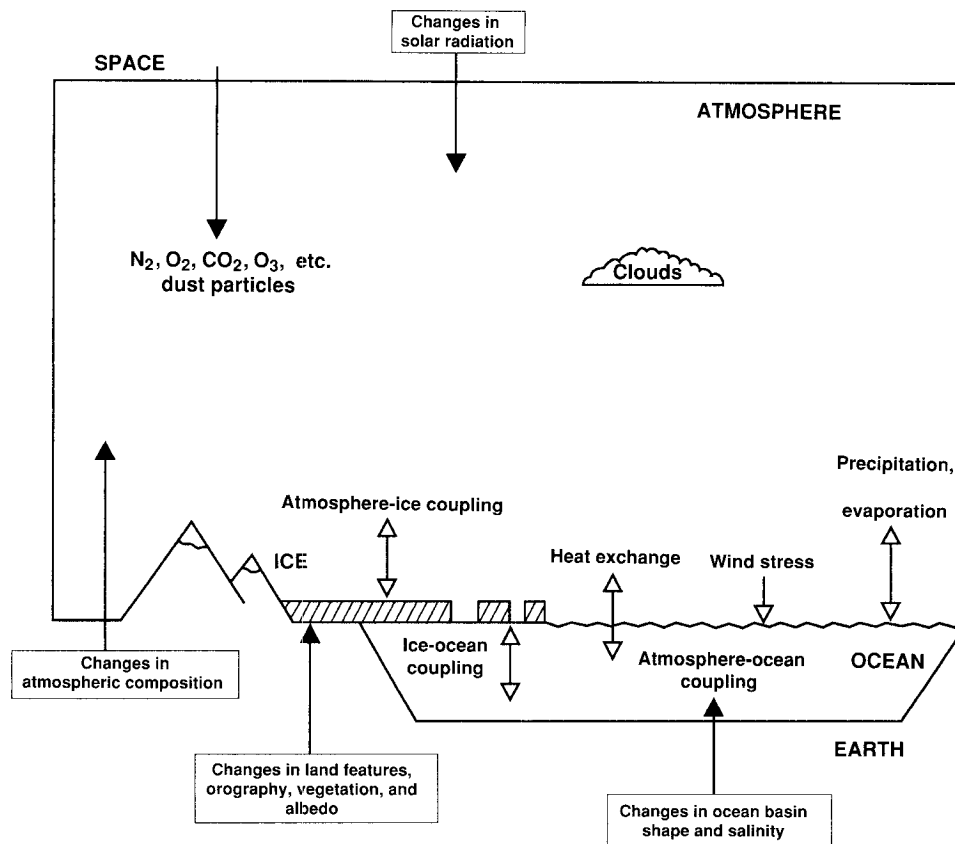 Changes in
solar radiation
SPACE
ATMOSPHERE
N₂, O₂, CO₂, O₃, etc.
dust particles
Clouds
Precipitation,
evaporation
Atmosphere-ice coupling
Heat exchange
Wind stress
ICE
Changes in
atmospheric composition
Ice-ocean
coupling
Atmosphere-ocean
coupling
OCEAN
EARTH
Changes in land features,
orography, vegetation, and
albedo
Changes in ocean basin
shape and salinity